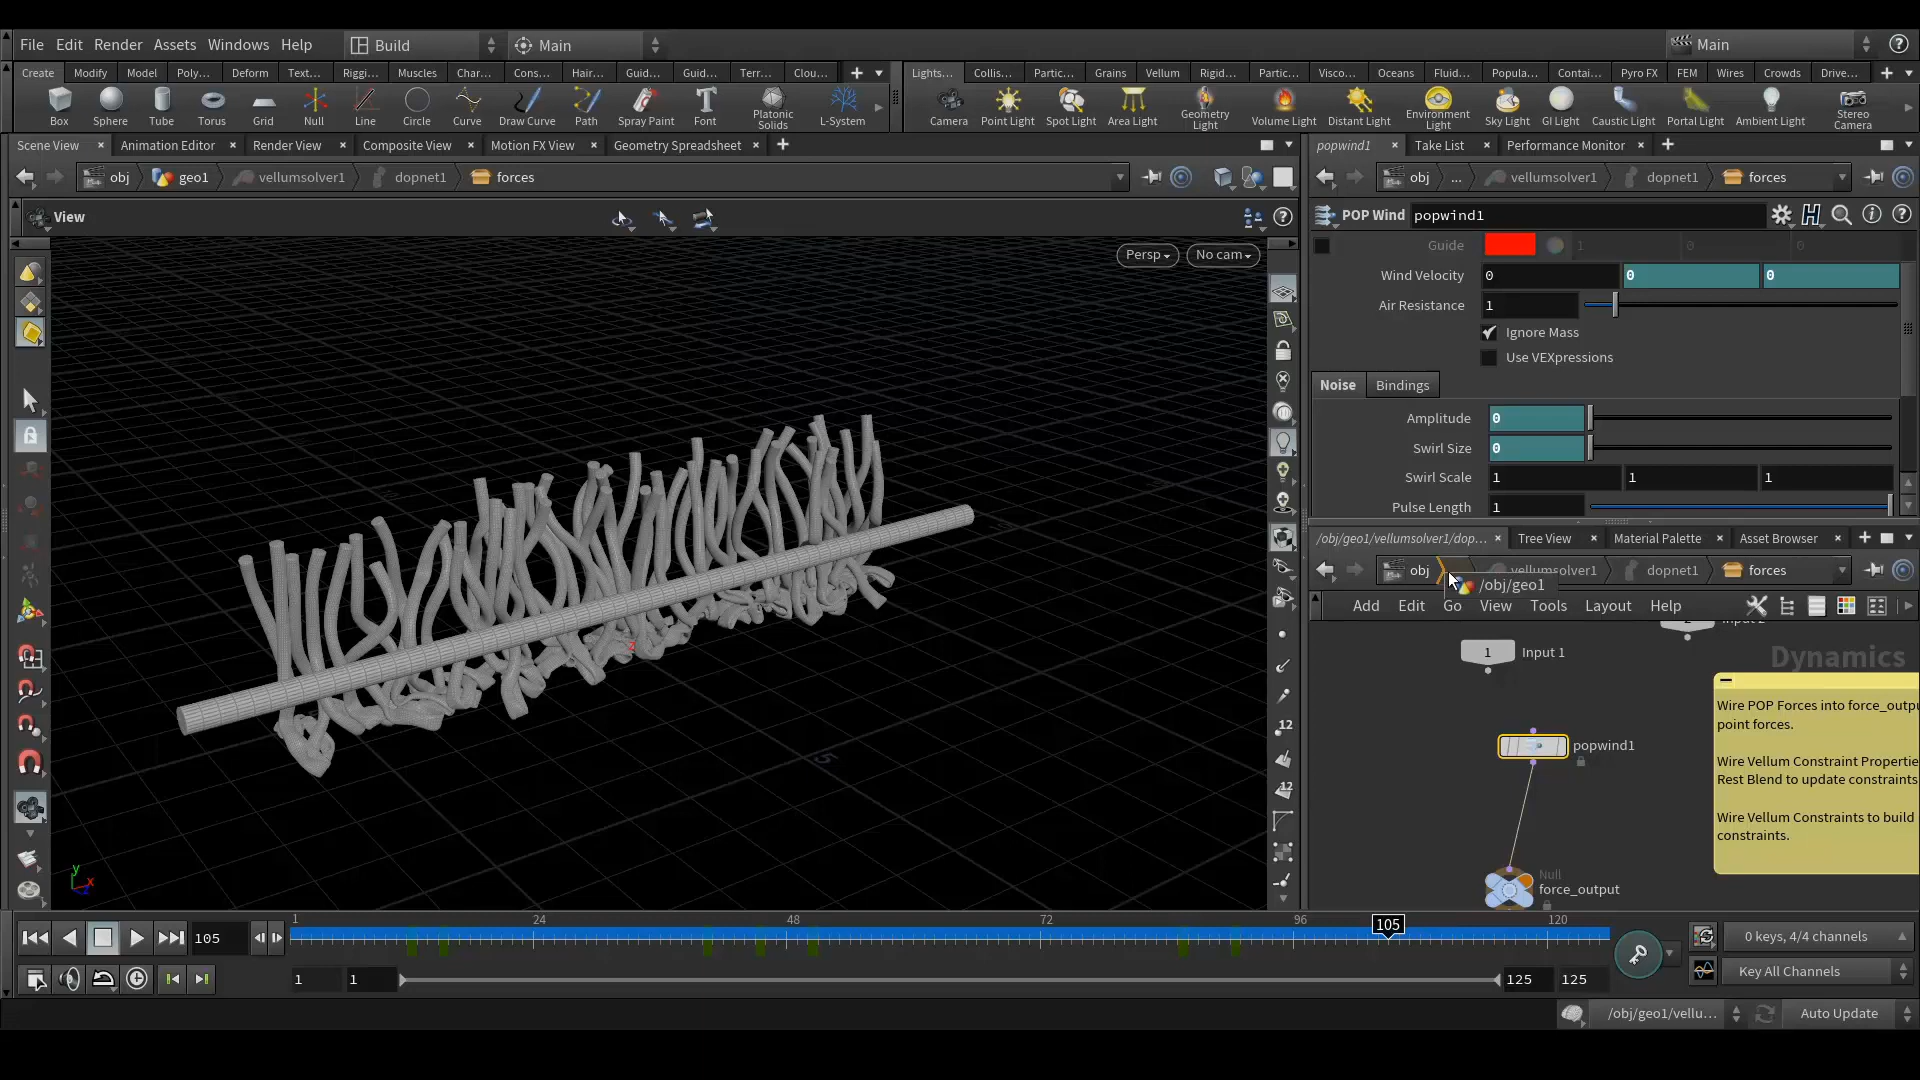 File Edit Render Assets Windows Help Build Main Main
Create Modify Model Poly... Deform Text... Riggi... Muscles Char... Cons... Hair... Guid... Guid... Terr... Clou... Lights... Collis... Partic... Grains Vellum Rigid... Partic... Visco... Oceans Fluid... Popula... Contai... Pyro FX FEM Wires Crowds Drive...
Box Sphere Tube Torus Grid Null Line Circle Curve Draw Curve Path Spray Paint Font Platonic Solids L-System Camera Point Light Spot Light Area Light Geometry Light Volume Light Distant Light Environment Light Sky Light GI Light Caustic Light Portal Light Ambient Light Stereo Camera
Scene View Animation Editor Render View Composite View Motion FX View Geometry Spreadsheet popwind1 Take List Performance Monitor
obj geo1 vellumsolver1 dopnet1 forces obj ... vellumsolver1 dopnet1 forces
View
POP Wind popwind1
Guide 1 0 0
Persp No cam
Wind Velocity 0 0 0
Air Resistance 1
Ignore Mass
Use VEXpressions
Noise Bindings
Amplitude 0
Swirl Size 0
Swirl Scale 1 1 1
Pulse Length 1
/obj/geo1/vellumsolver1/dop... Tree View Material Palette Asset Browser
obj vellumsolver1 dopnet1 forces
/obj/geo1
Add Edit Go View Tools Layout Help
1 Input 1
Dynamics
Wire POP Forces into force_outpu
point forces.
Wire Vellum Constraint Propertie
Rest Blend to update constraints
Wire Vellum Constraints to build
constraints.
popwind1
Null
force_output
z
5
12
12
y
x
1 24 48 72 96 120
105 105
0 keys, 4/4 channels
1 1 125 125 Key All Channels
/obj/geo1/vellu... Auto Update